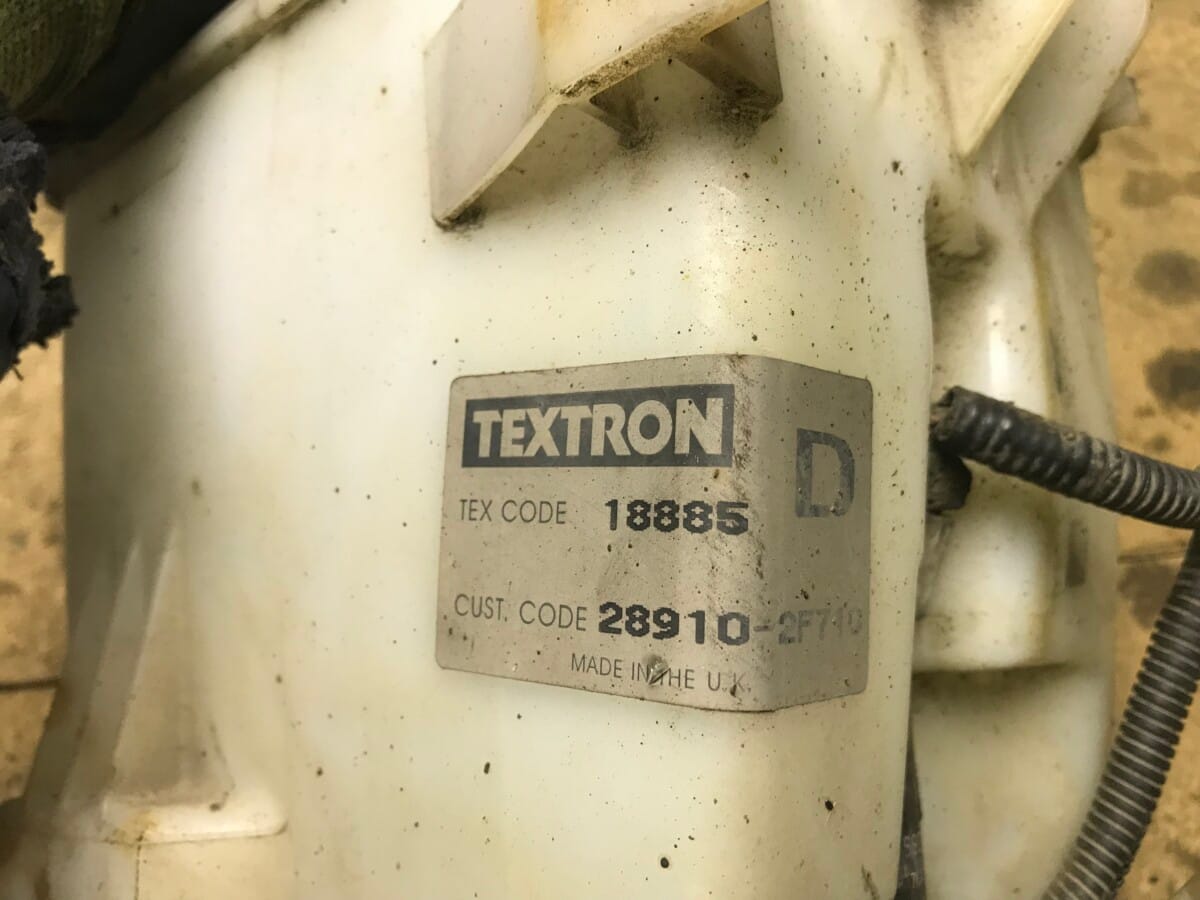 TEXTRON
D
TEX CODE 18885
CUST. CODE 28910-2F710
MADE IN THE U.K.